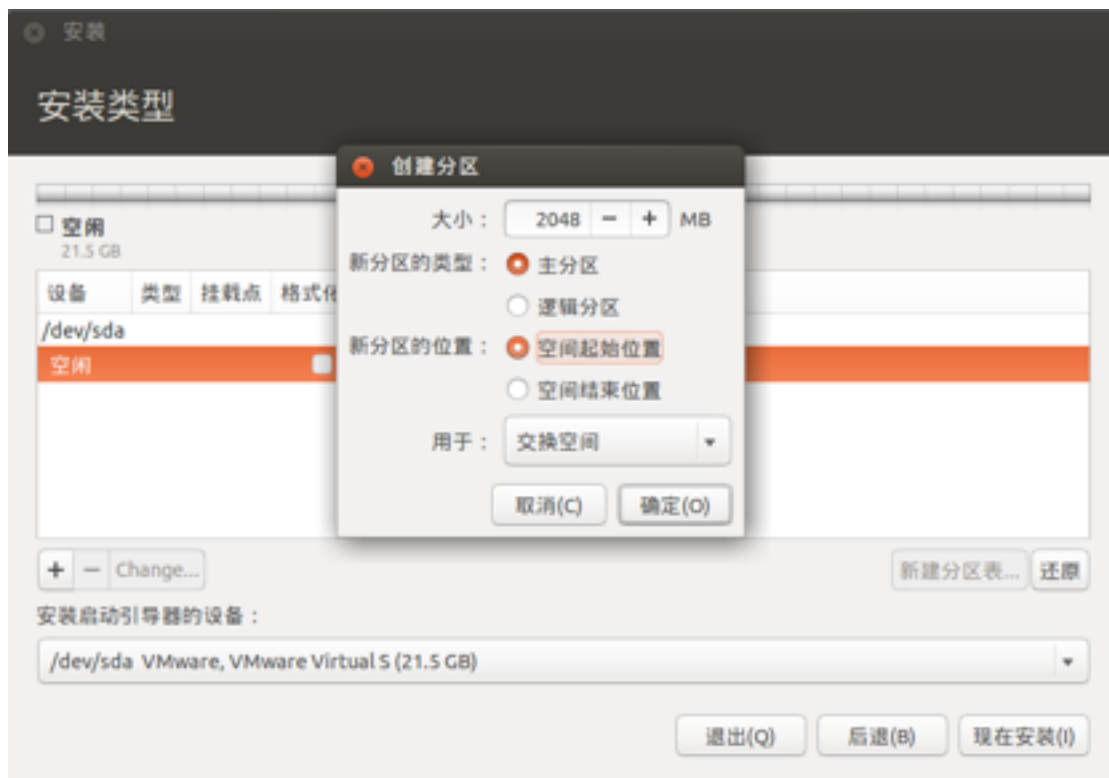 安装
安装类型
创建分区
大小： 2048 － ＋ MB
空闲
21.5 GB
新分区的类型： 主分区
逻辑分区
设备 类型 挂载点 格式化
/dev/sda
新分区的位置： 空间起始位置
空闲
空间结束位置
用于： 交换空间
取消(C) 确定(O)
+ － Change... 新建分区表... 还原
安装启动引导器的设备：
/dev/sda VMware, VMware Virtual S (21.5 GB)
退出(Q) 后退(B) 现在安装(I)